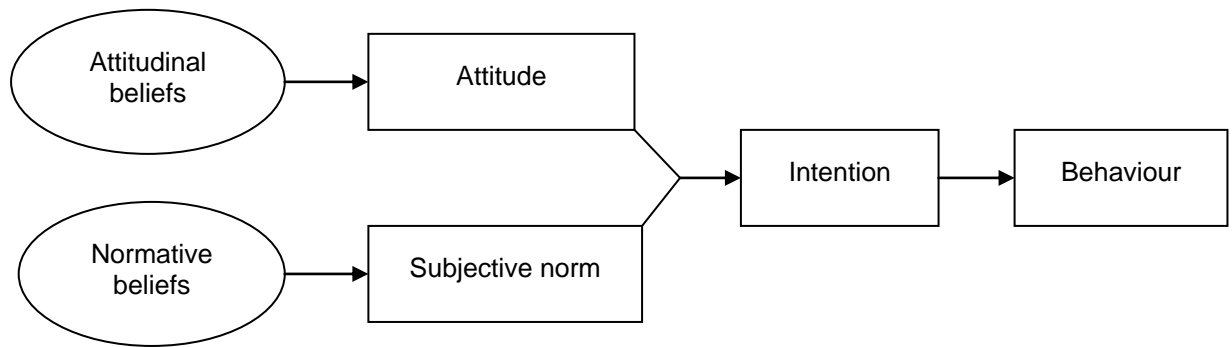 Attitudinal
beliefs
Attitude
Intention
Behaviour
Normative
beliefs
Subjective norm